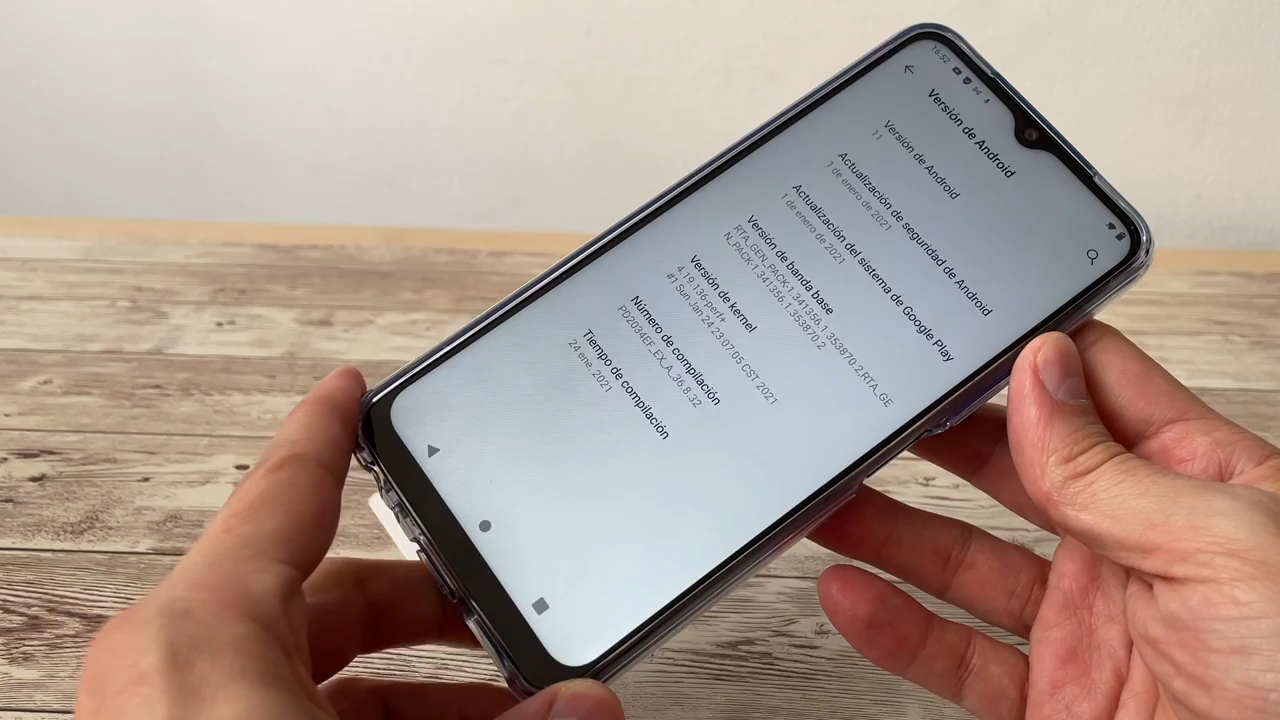 16:52
Versión de Android
Versión de Android
11
Actualización de seguridad de Android
1 de enero de 2021
Actualización del sistema de Google Play
1 de enero de 2021
Versión de banda base
RTA_GEN_PACK-1.341356.1.353870.2,RTA_GE
N_PACK-1.341356.1.353870.2
Versión de kernel
4.19.136-perf+
#1 Sun Jan 24 23:07:05 CST 2021
Número de compilación
PD2034EF_EX_A_36.8.32
Tiempo de compilación
24 ene. 2021